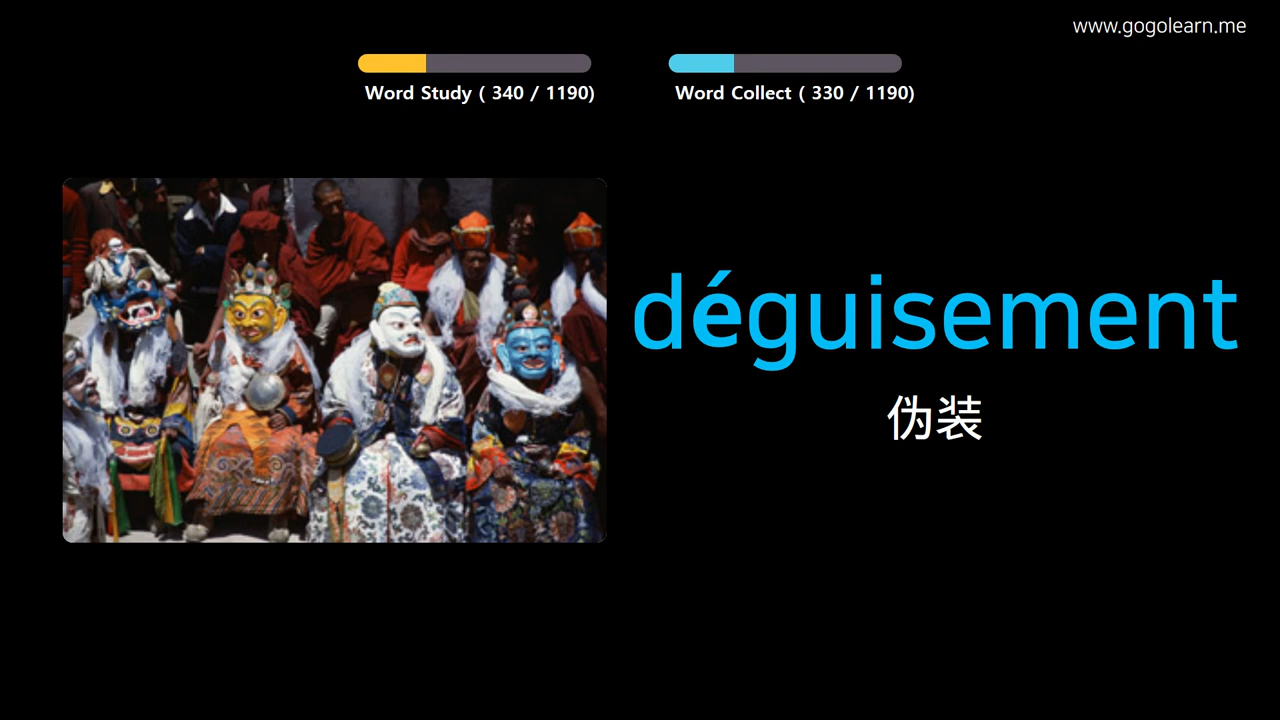 www.gogolearn.me
Word Study ( 340 / 1190)
Word Collect ( 330 / 1190)
déguisement
伪装